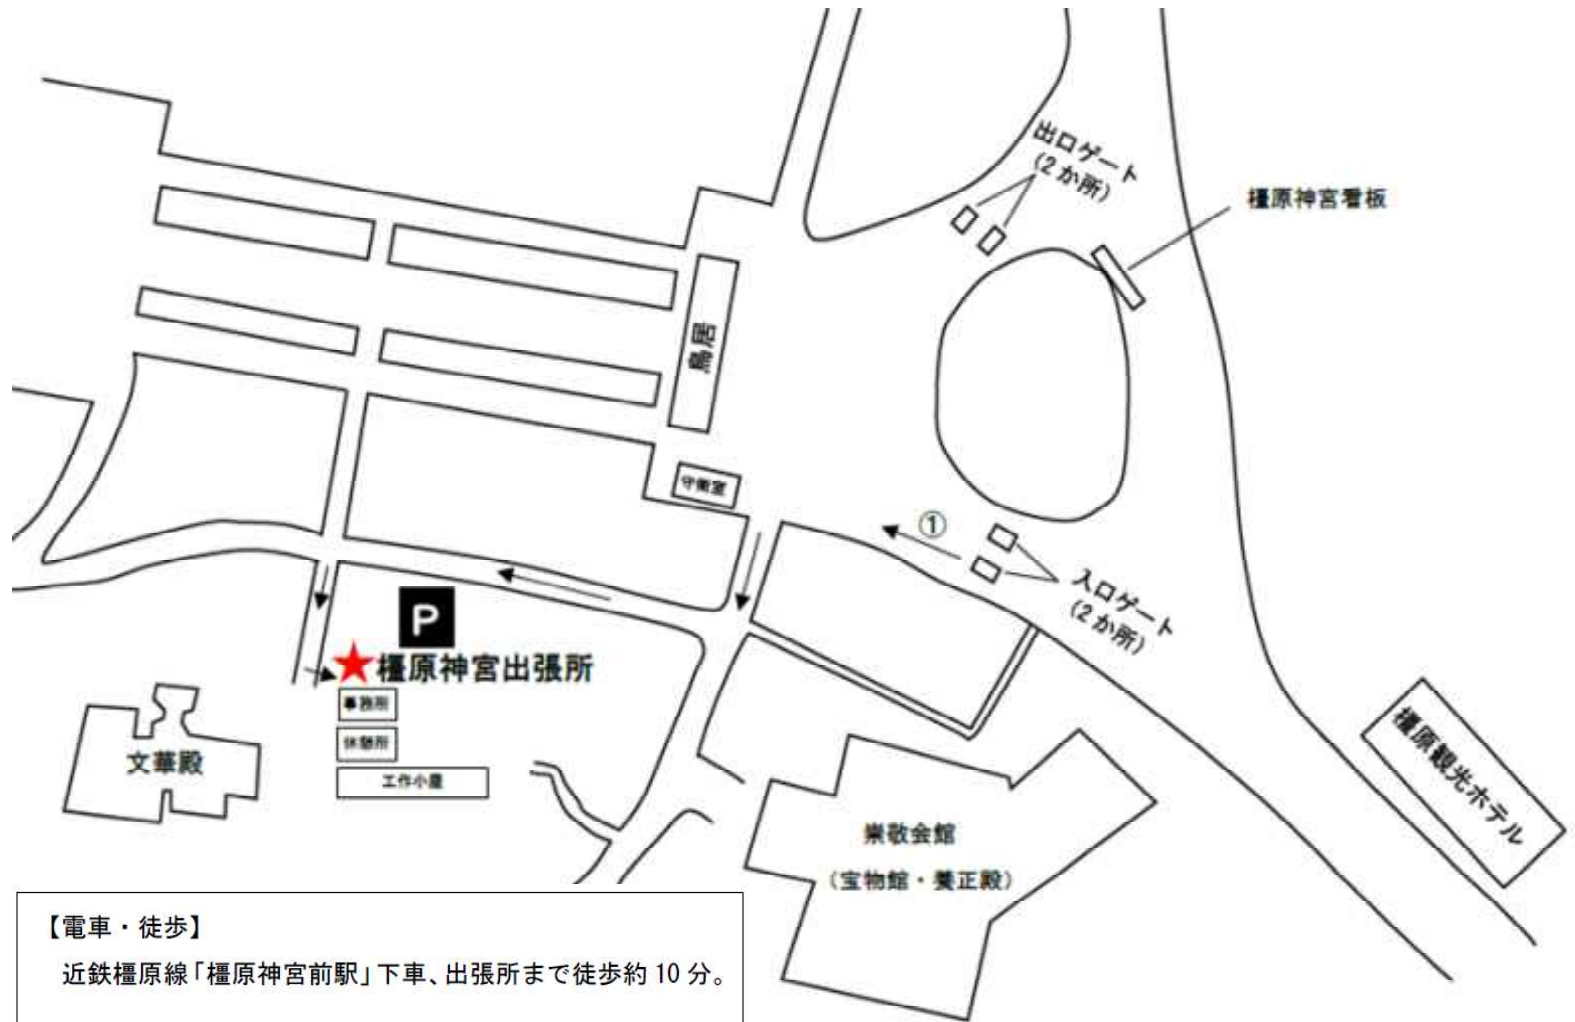 出口ゲート
(2か所)
橿原神宮看板
鳥居
守衛室
①
入口ゲート
(2か所)
P
★橿原神宮出張所
事務所
休憩所
工作小屋
文華殿
橿原観光ホテル
崇敬会館
(宝物館・養正殿)
【電車・徒歩】
近鉄橿原線「橿原神宮前駅」下車、出張所まで徒歩約 10 分。